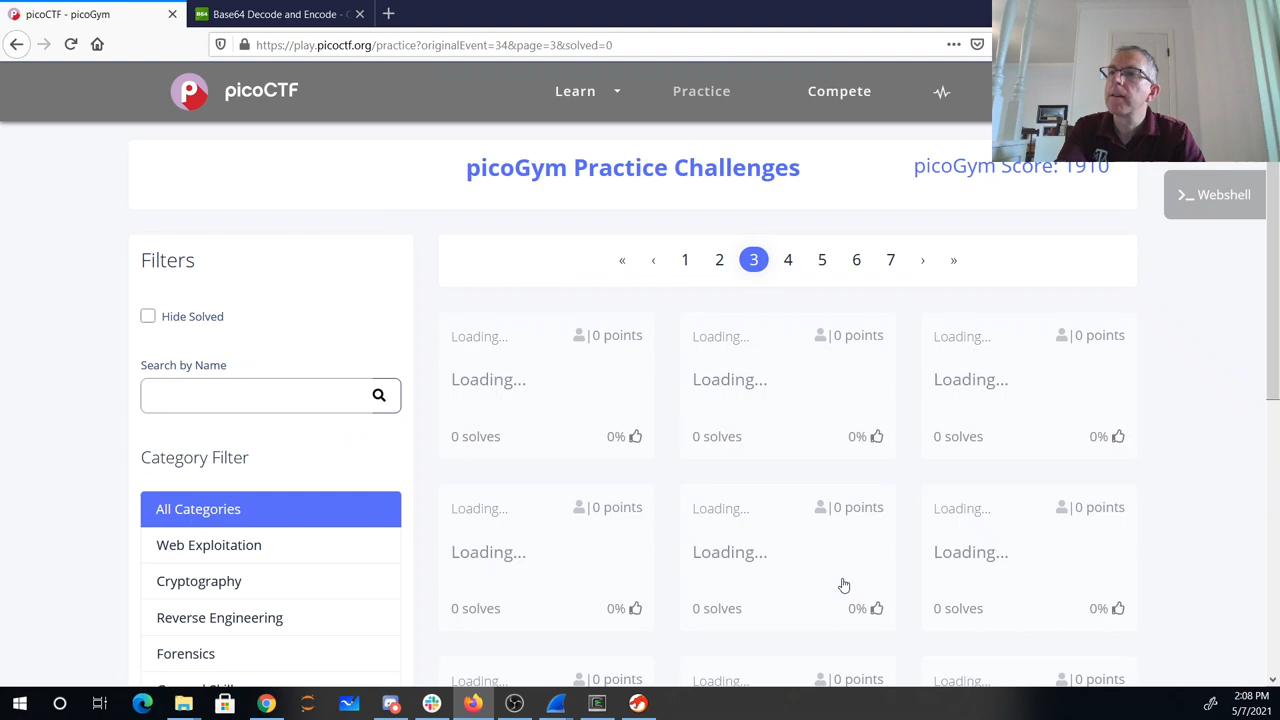 picoCTF - picoGym
Base64 Decode and Encode -
https://play.picoctf.org/practice?originalEvent=34&page=3&solved=0
picoCTF
Learn
Practice
Compete
picoGym Practice Challenges
picoGym Score: 1910
>_ Webshell
Filters
« ‹ 1 2 3 4 5 6 7 › »
Hide Solved
Search by Name
Category Filter
All Categories
Web Exploitation
Cryptography
Reverse Engineering
Forensics
Loading... |0 points
Loading...
0 solves 0%
Loading... |0 points
Loading...
0 solves 0%
Loading... |0 points
Loading...
0 solves 0%
Loading... |0 points
Loading...
0 solves 0%
Loading... |0 points
Loading...
0 solves 0%
Loading... |0 points
Loading...
0 solves 0%
Loading... |0 points
Loading... |0 points
Loading... |0 points
2:08 PM
5/7/2021